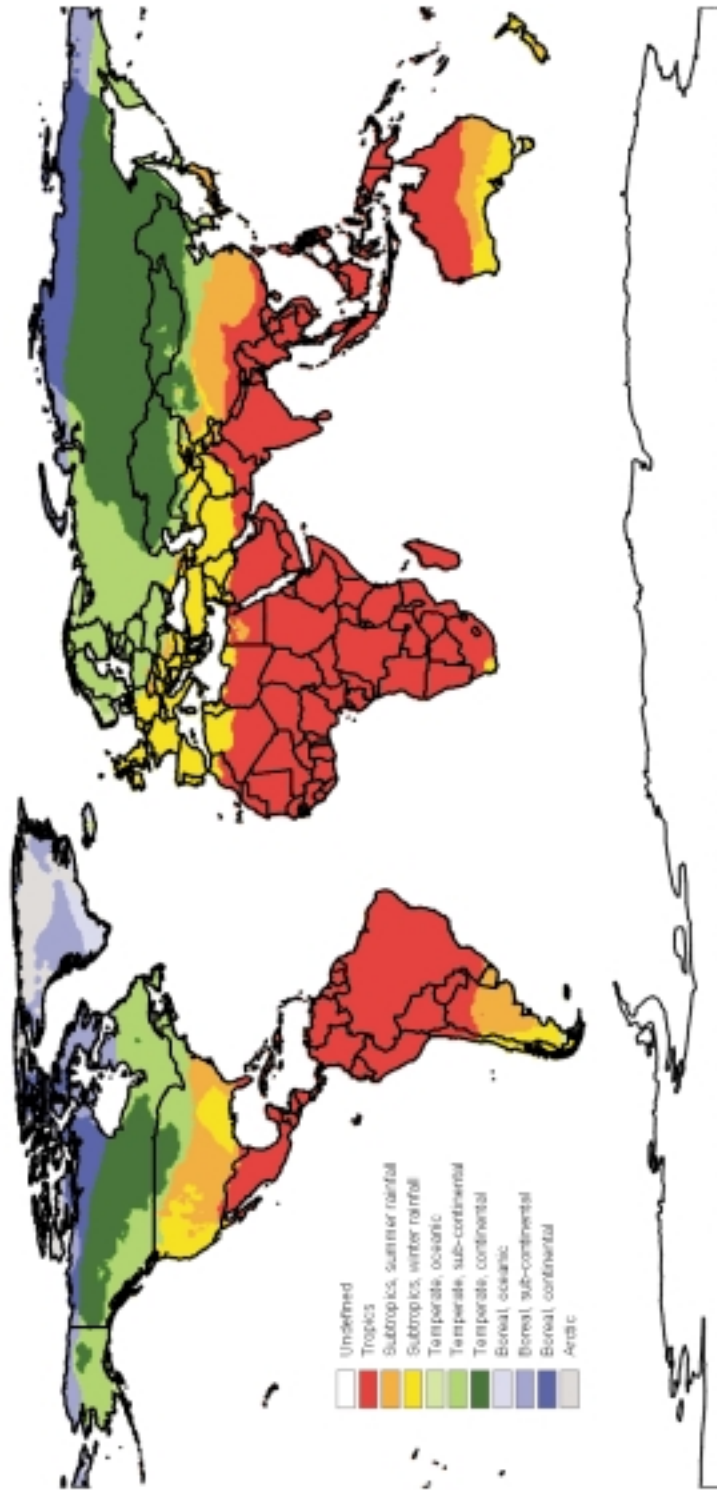 Undefined
Tropics
Subtropics, summer rainfall
Subtropics, winter rainfall
Temperate, oceanic
Temperate, sub-continental
Temperate, continental
Boreal, oceanic
Boreal, sub-continental
Boreal, continental
Arctic